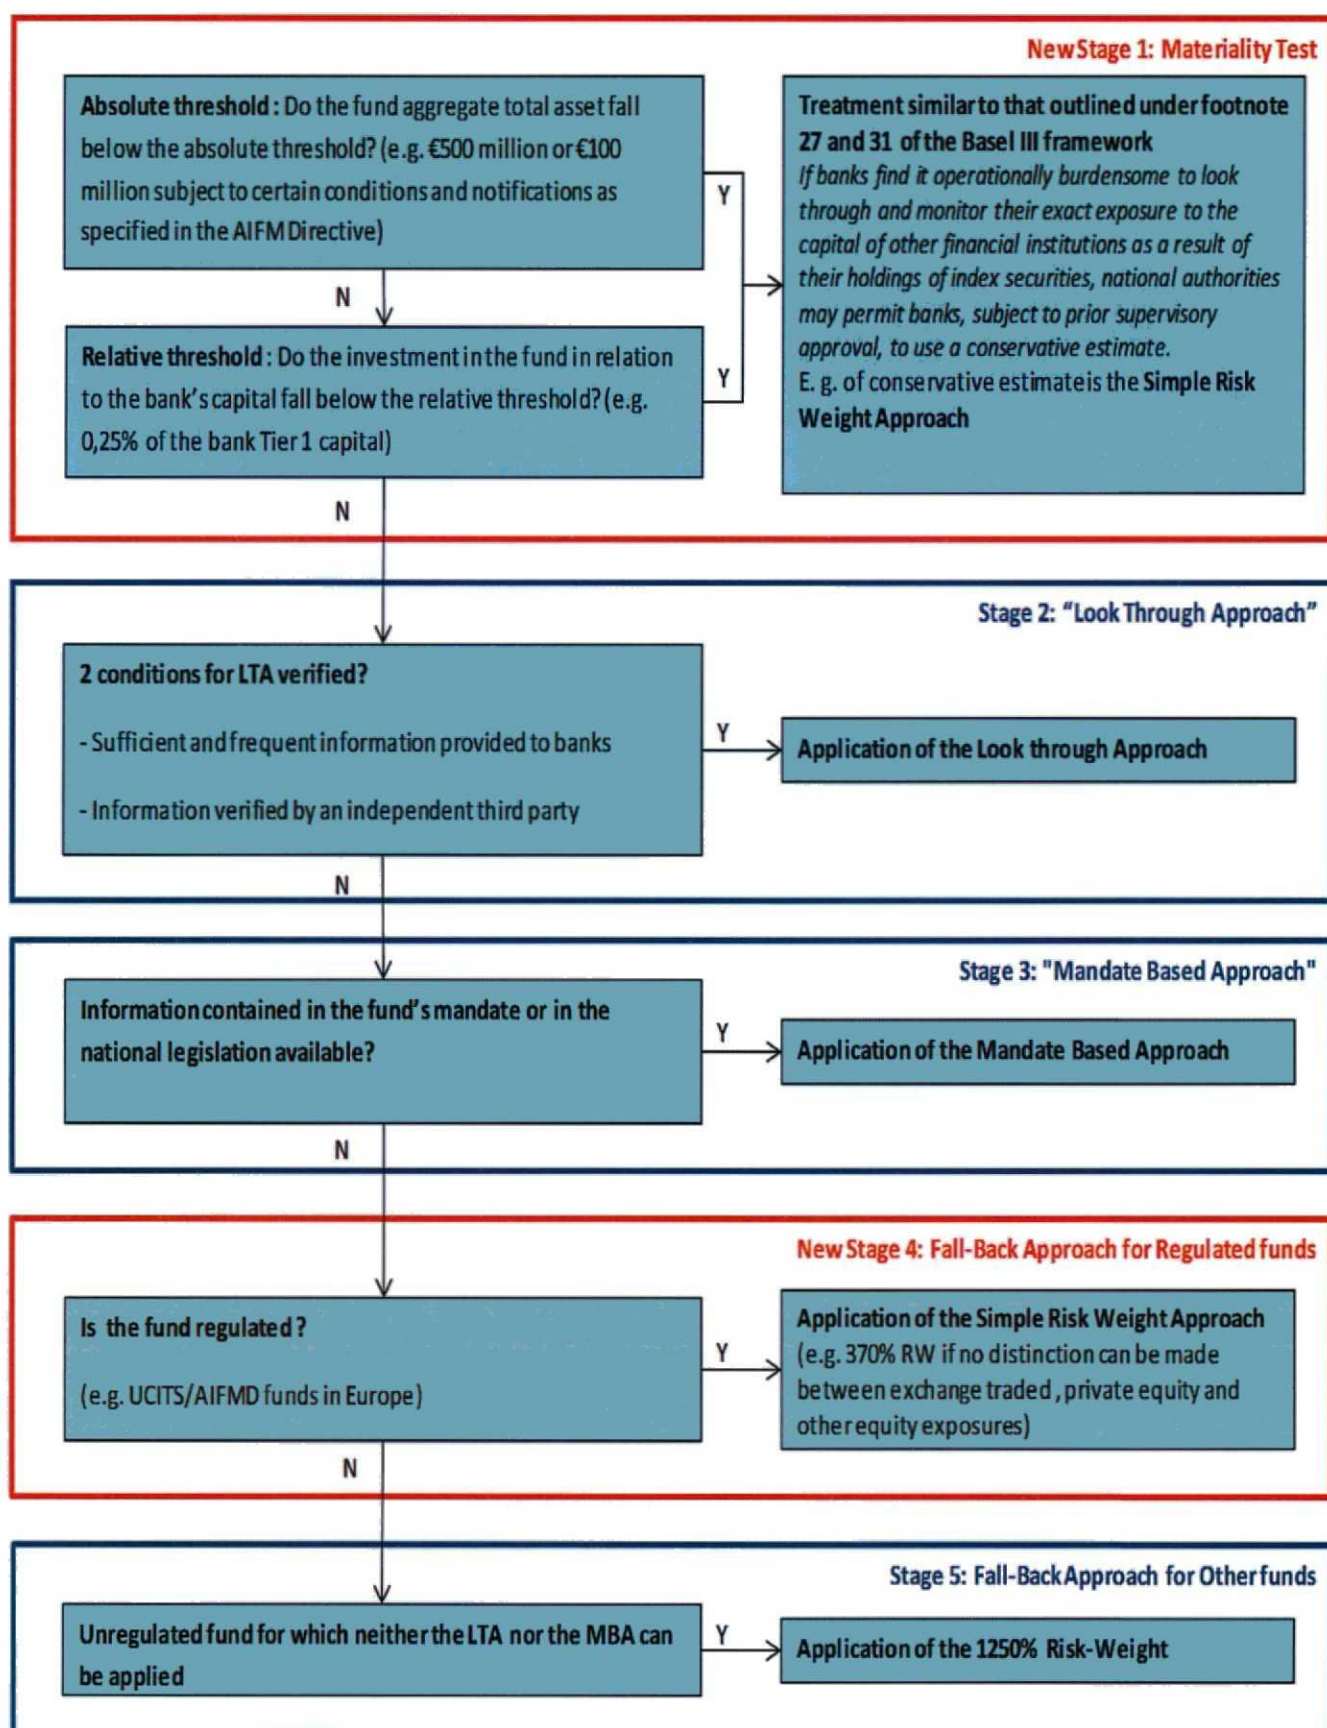 New Stage 1: Materiality Test
Absolute threshold : Do the fund aggregate total asset fall
below the absolute threshold? (e.g. €500 million or €100
million subject to certain conditions and notifications as
specified in the AIFM Directive)
Y
N
Relative threshold : Do the investment in the fund in relation
to the bank's capital fall below the relative threshold? (e.g.
0,25% of the bank Tier 1 capital)
Y
N
Treatment similar to that outlined under footnote
27 and 31 of the Basel III framework
If banks find it operationally burdensome to look
through and monitor their exact exposure to the
capital of other financial institutions as a result of
their holdings of index securities, national authorities
may permit banks, subject to prior supervisory
approval, to use a conservative estimate.
E. g. of conservative estimate is the Simple Risk
Weight Approach
Stage 2: “Look Through Approach”
2 conditions for LTA verified?
- Sufficient and frequent information provided to banks
- Information verified by an independent third party
Y
Application of the Look through Approach
N
Stage 3: "Mandate Based Approach"
Information contained in the fund's mandate or in the
national legislation available?
Y
Application of the Mandate Based Approach
N
New Stage 4: Fall-Back Approach for Regulated funds
Is the fund regulated ?
(e.g. UCITS/AIFMD funds in Europe)
Y
Application of the Simple Risk Weight Approach
(e.g. 370% RW if no distinction can be made
between exchange traded , private equity and
other equity exposures)
N
Stage 5: Fall-Back Approach for Other funds
Unregulated fund for which neither the LTA nor the MBA can
be applied
Y
Application of the 1250% Risk-Weight